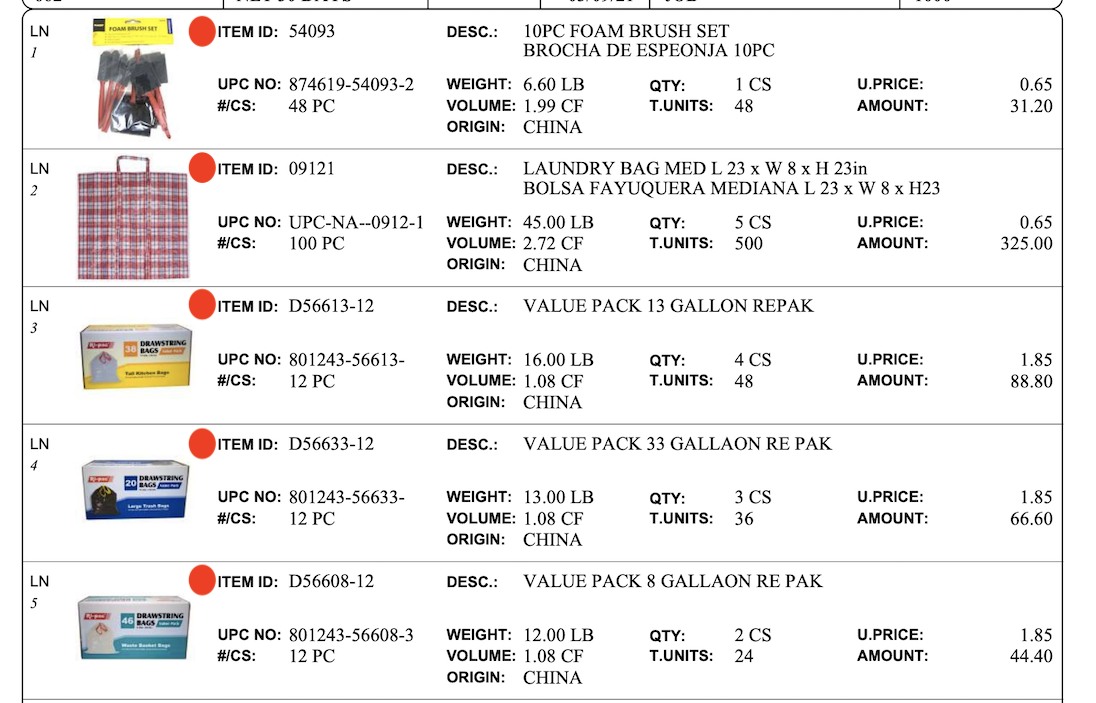 NET 30 DAYS
LN
1
FOAM BRUSH SET
ITEM ID: 54093
DESC.: 10PC FOAM BRUSH SET
BROCHA DE ESPEONJA 10PC
UPC NO: 874619-54093-2 WEIGHT: 6.60 LB QTY: 1 CS U.PRICE: 0.65
#/CS: 48 PC VOLUME: 1.99 CF T.UNITS: 48 AMOUNT: 31.20
ORIGIN: CHINA
LN
2
ITEM ID: 09121
DESC.: LAUNDRY BAG MED L 23 x W 8 x H 23in
BOLSA FAYUQUERA MEDIANA L 23 x W 8 x H23
UPC NO: UPC-NA--0912-1 WEIGHT: 45.00 LB QTY: 5 CS U.PRICE: 0.65
#/CS: 100 PC VOLUME: 2.72 CF T.UNITS: 500 AMOUNT: 325.00
ORIGIN: CHINA
LN
3
38 DRAWSTRING
BAGS
Tall Kitchen Bags
ITEM ID: D56613-12
DESC.: VALUE PACK 13 GALLON REPAK
UPC NO: 801243-56613- WEIGHT: 16.00 LB QTY: 4 CS U.PRICE: 1.85
#/CS: 12 PC VOLUME: 1.08 CF T.UNITS: 48 AMOUNT: 88.80
ORIGIN: CHINA
LN
4
20 DRAWSTRING
BAGS
Large Trash Bags
ITEM ID: D56633-12
DESC.: VALUE PACK 33 GALLAON RE PAK
UPC NO: 801243-56633- WEIGHT: 13.00 LB QTY: 3 CS U.PRICE: 1.85
#/CS: 12 PC VOLUME: 1.08 CF T.UNITS: 36 AMOUNT: 66.60
ORIGIN: CHINA
LN
5
46 DRAWSTRING
BAGS
Waste Basket Bags
ITEM ID: D56608-12
DESC.: VALUE PACK 8 GALLAON RE PAK
UPC NO: 801243-56608-3 WEIGHT: 12.00 LB QTY: 2 CS U.PRICE: 1.85
#/CS: 12 PC VOLUME: 1.08 CF T.UNITS: 24 AMOUNT: 44.40
ORIGIN: CHINA